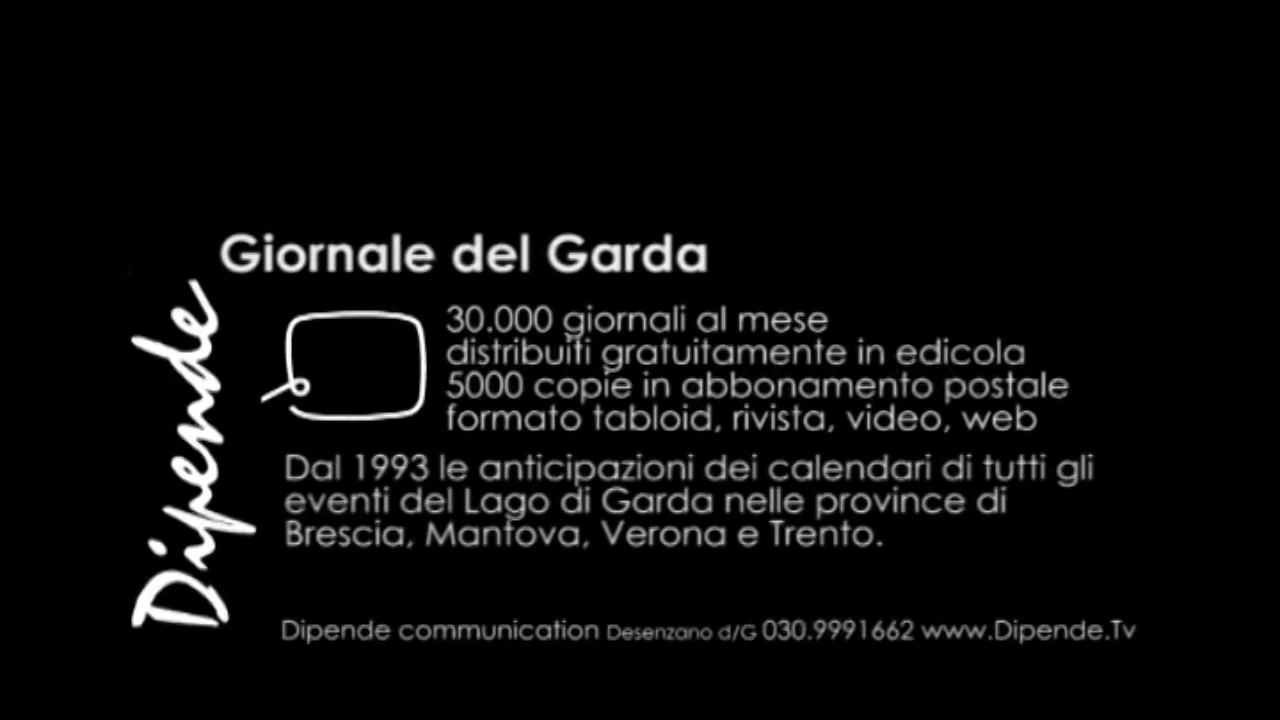 Giornale del Garda
Dipende
30.000 giornali al mese
distribuiti gratuitamente in edicola
5000 copie in abbonamento postale
formato tabloid, rivista, video, web
Dal 1993 le anticipazioni dei calendari di tutti gli
eventi del Lago di Garda nelle province di
Brescia, Mantova, Verona e Trento.
Dipende communication Desenzano d/G 030.9991662 www.Dipende.Tv